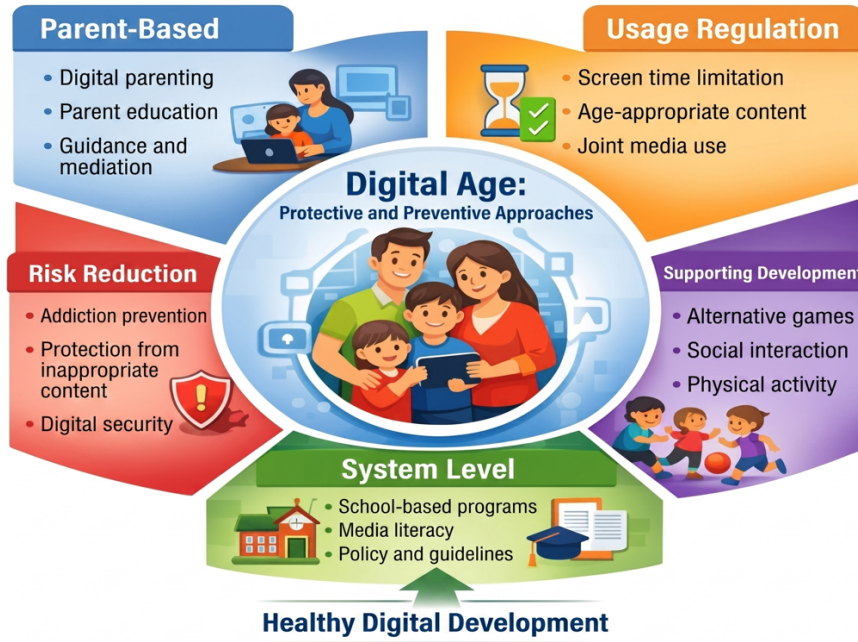 Parent-Based
• Digital parenting
• Parent education
• Guidance and
mediation
Usage Regulation
• Screen time limitation
• Age-appropriate content
• Joint media use
Digital Age:
Protective and Preventive Approaches
Risk Reduction
• Addiction prevention
• Protection from
inappropriate
content
• Digital security
Supporting Development
• Alternative games
• Social interaction
• Physical activity
System Level
• School-based programs
• Media literacy
• Policy and guidelines
Healthy Digital Development